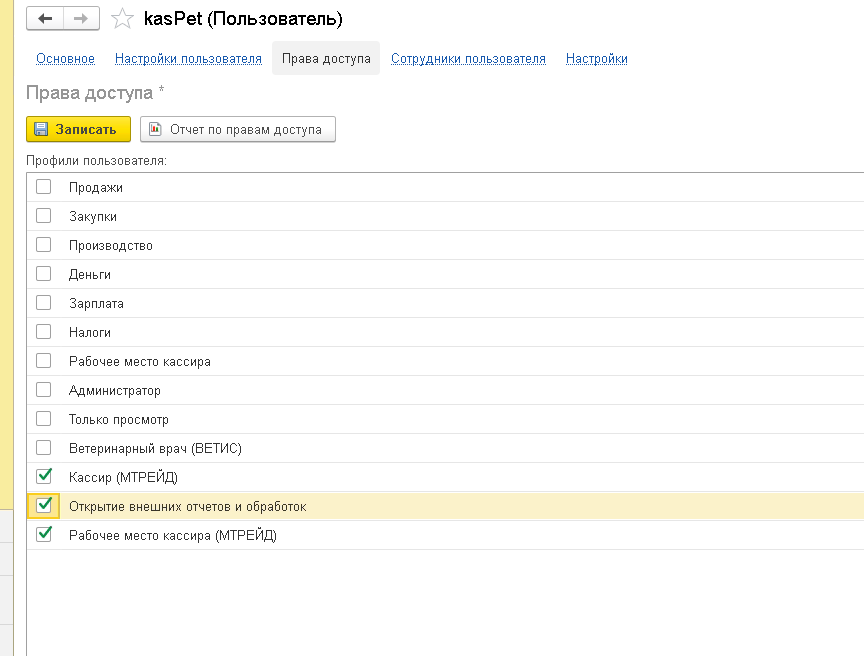 kasPet (Пользователь)
Основное Настройки пользователя Права доступа Сотрудники пользователя Настройки
Права доступа *
Записать Отчет по правам доступа
Профили пользователя:
Продажи
Закупки
Производство
Деньги
Зарплата
Налоги
Рабочее место кассира
Администратор
Только просмотр
Ветеринарный врач (ВЕТИС)
Кассир (МТРЕЙД)
Открытие внешних отчетов и обработок
Рабочее место кассира (МТРЕЙД)